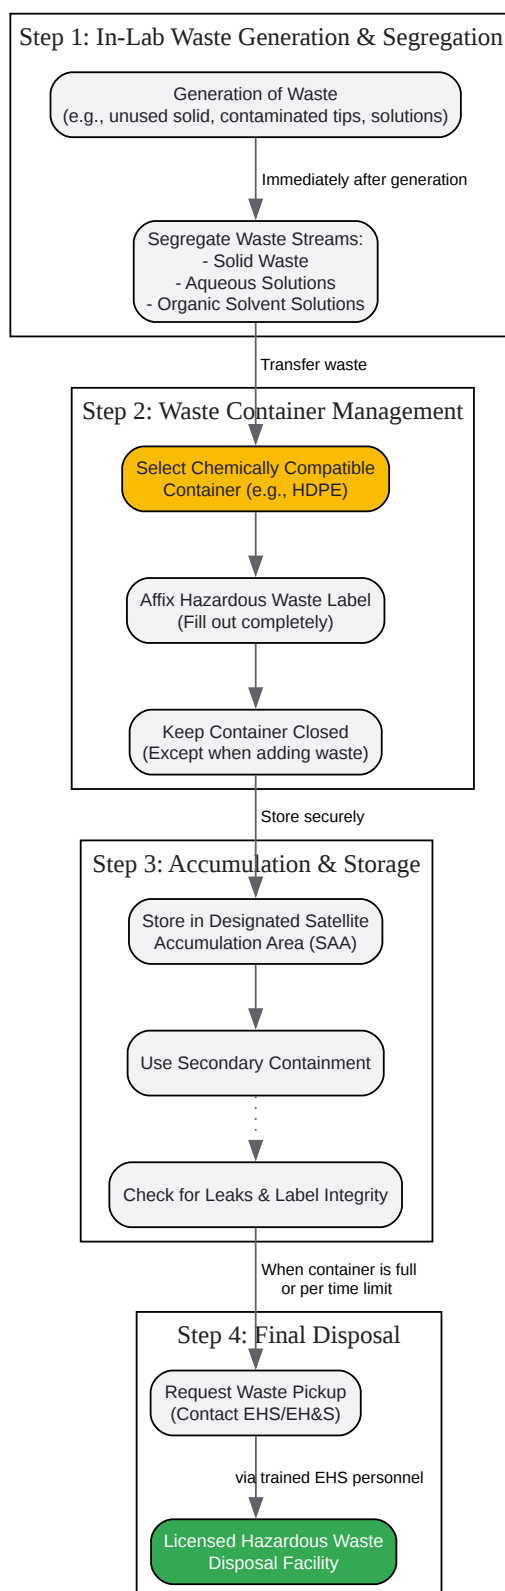 Step 1: In-Lab Waste Generation & Segregation
Generation of Waste
(e.g., unused solid, contaminated tips, solutions)
Immediately after generation
Segregate Waste Streams:
- Solid Waste
- Aqueous Solutions
- Organic Solvent Solutions
Transfer waste
Step 2: Waste Container Management
Select Chemically Compatible
Container (e.g., HDPE)
Affix Hazardous Waste Label
(Fill out completely)
Keep Container Closed
(Except when adding waste)
Store securely
Step 3: Accumulation & Storage
Store in Designated Satellite
Accumulation Area (SAA)
Use Secondary Containment
Check for Leaks & Label Integrity
When container is full
or per time limit
Step 4: Final Disposal
Request Waste Pickup
(Contact EHS/EH&S)
via trained EHS personnel
Licensed Hazardous Waste
Disposal Facility